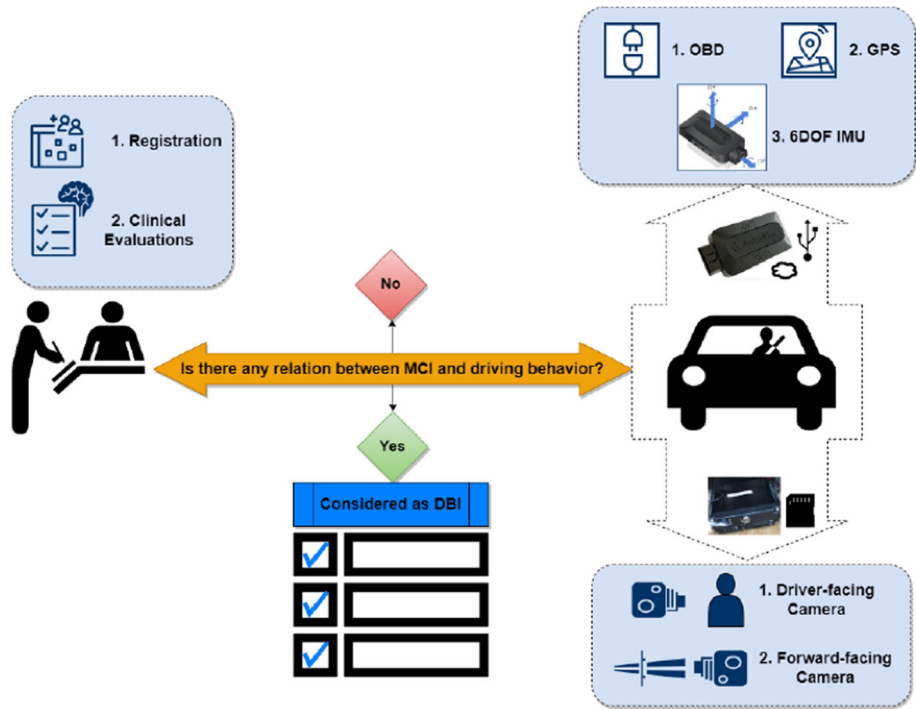 1. OBD
2. GPS
3. 6DOF IMU
1. Registration
2. Clinical
Evaluations
No
Is there any relation between MCI and driving behavior?
Yes
Considered as DBI
1. Driver-facing
Camera
2. Forward-facing
Camera